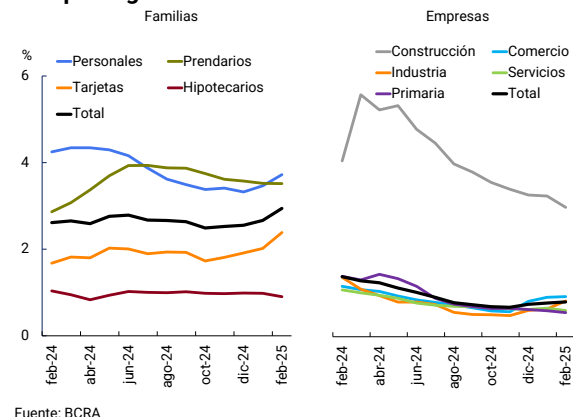 Familias
Empresas
%
Personales
Prendarios
Tarjetas
Hipotecarios
Total
Construcción
Comercio
Industria
Servicios
Primaria
Total
6
4
2
0
feb-24
abr-24
jun-24
ago-24
oct-24
dic-24
feb-25
feb-24
abr-24
jun-24
ago-24
oct-24
dic-24
feb-25
Fuente: BCRA